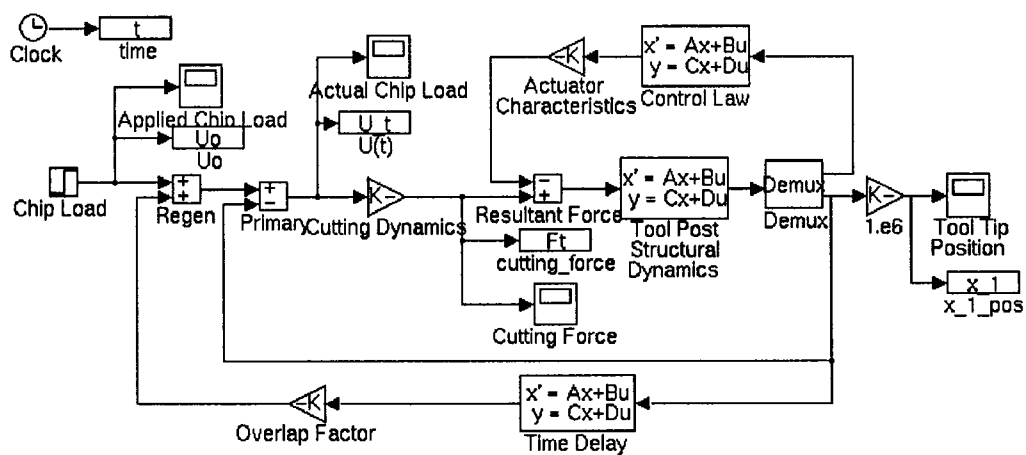 t
Clock
time
Applied Chip Load
Uo
Uo
Actual Chip Load
U_t
U(t)
-K
Actuator
Characteristics
x' = Ax+Bu
y = Cx+Du
Control Law
Chip Load
+
+
Regen
+
−
Primary
K-
Cutting Dynamics
−
+
Resultant Force
x' = Ax+Bu
y = Cx+Du
Tool Post
Structural
Dynamics
Demux
Demux
K-
1.e6
Tool Tip
Position
x_1
x_1_pos
Ft
cutting_force
Cutting Force
-K
Overlap Factor
x' = Ax+Bu
y = Cx+Du
Time Delay